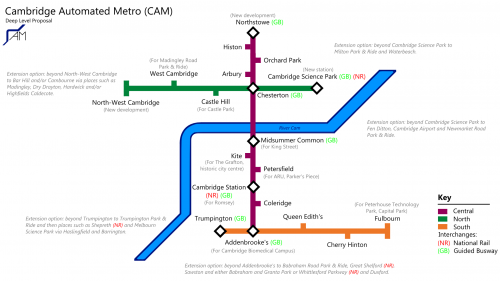 Cambridge Automated Metro (CAM)
Deep Level Proposal
AM
(New development)
Northstowe (GB)
Histon
Orchard Park
Extension option: beyond Cambridge Science Park to
Milton Park & Ride and Waterbeach.
(For Madingley Road
Park & Ride)
West Cambridge
Arbury
(New station)
Cambridge Science Park (GB) (NR)
Extension option: beyond North-West Cambridge
to Bar Hill and/or Cambourne via places such as
Madingley, Dry Drayton, Hardwick and/or
Highfields Caldecote.
North-West Cambridge
(New development)
Castle Hill
(For Castle Park)
Chesterton (GB)
River Cam
Extension option: beyond Cambridge Science Park to
Fen Ditton, Cambridge Airport and Newmarket Road
Park & Ride.
Midsummer Common (GB)
(For King Street)
Kite
(For The Grafton,
historic city centre)
Petersfield
(For ARU, Parker's Piece)
Cambridge Station
(NR) (GB)
(For Romsey)
Coleridge
Extension option: beyond Trumpington to Trumpington Park &
Ride and then places such as Shepreth (NR) and Melbourn
Science Park via Haslingfield and Barrington.
Trumpington (GB)
Queen Edith's
(For Peterhouse Technology
Park, Capital Park)
Fulbourn
Addenbrooke's (GB)
(For Cambridge Biomedical Campus)
Cherry Hinton
Extension option: beyond Addenbrooke's to Babraham Road Park & Ride, Great Shelford (NR)
Sawston and either Babraham and Granta Park or Whittlesford Parkway (NR) and Duxford.
Key
Central
North
South
Interchanges:
(NR) National Rail
(GB) Guided Busway